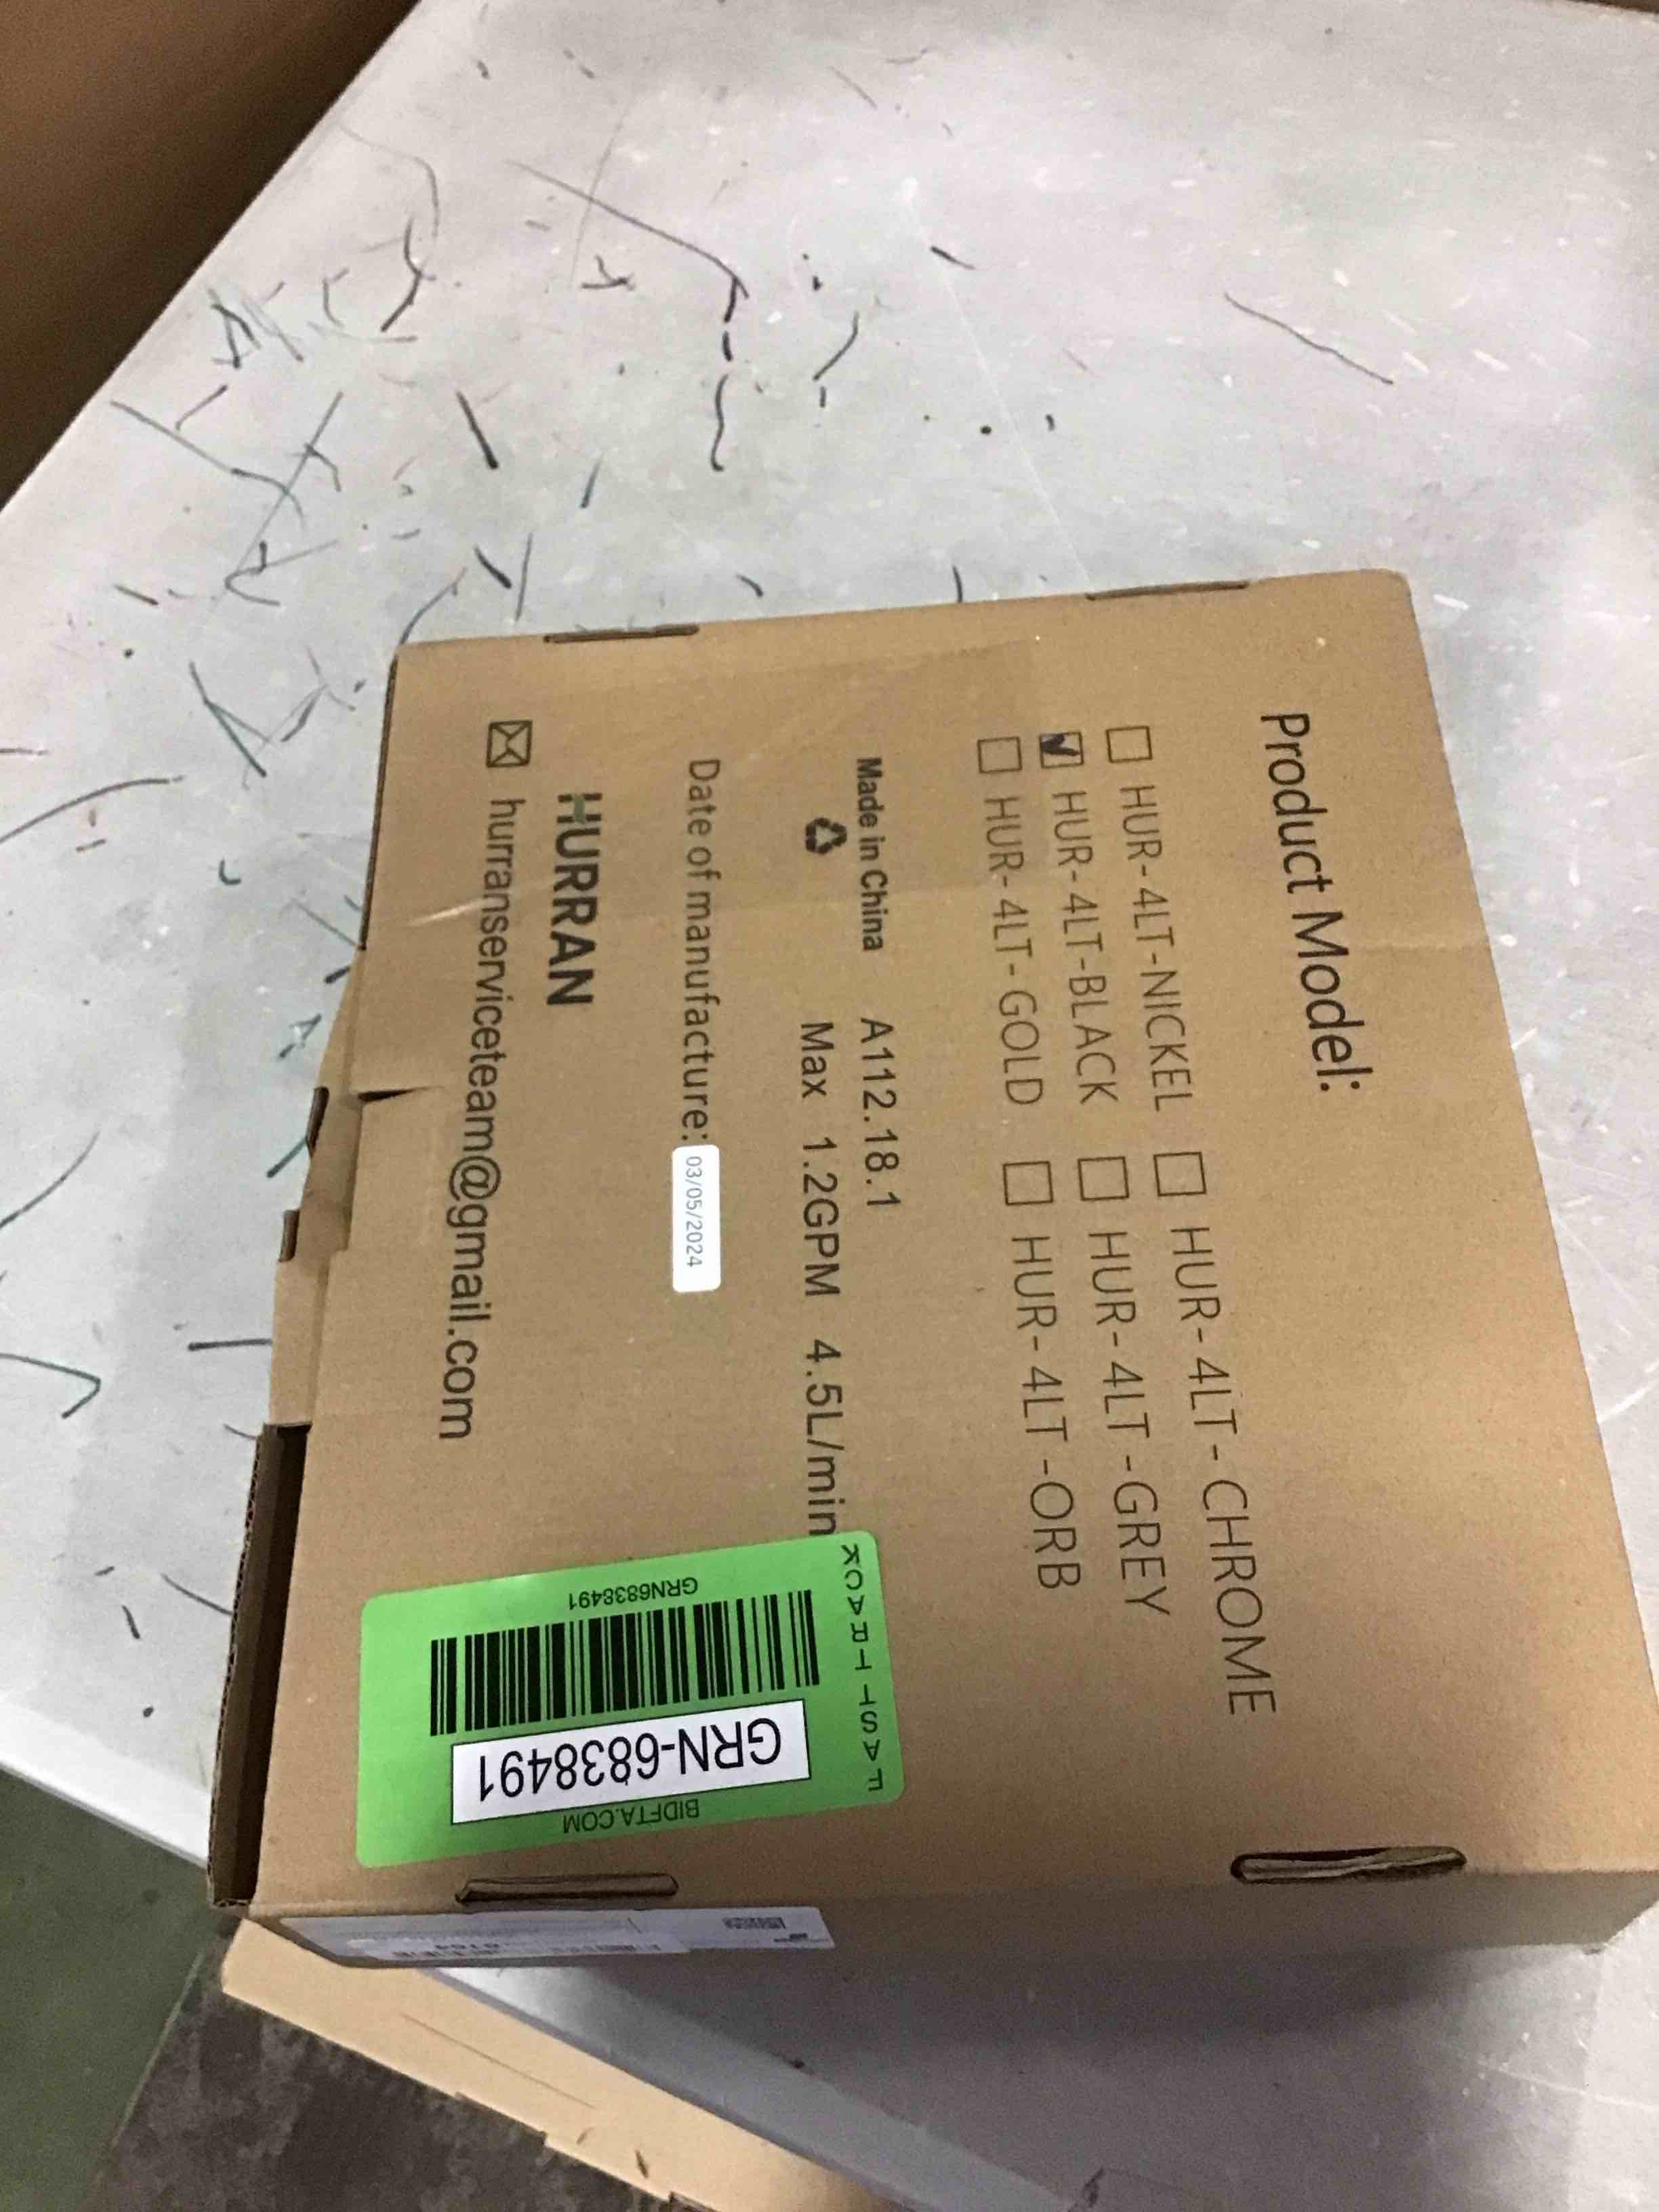 Product Model:
HUR-4LT-NICKEL HUR-4LT-CHROME
HUR-4LT-BLACK HUR-4LT-GREY
HUR-4LT-GOLD HUR-4LT-ORB
Made in China A112.18.1
Max 1.2GPM 4.5L/min
Date of manufacture: 03/05/2024
HURRAN
hurranserviceteam@gmail.com
FAST TRACK
BIDFTA.COM
GRN-6838491
GRN6838491